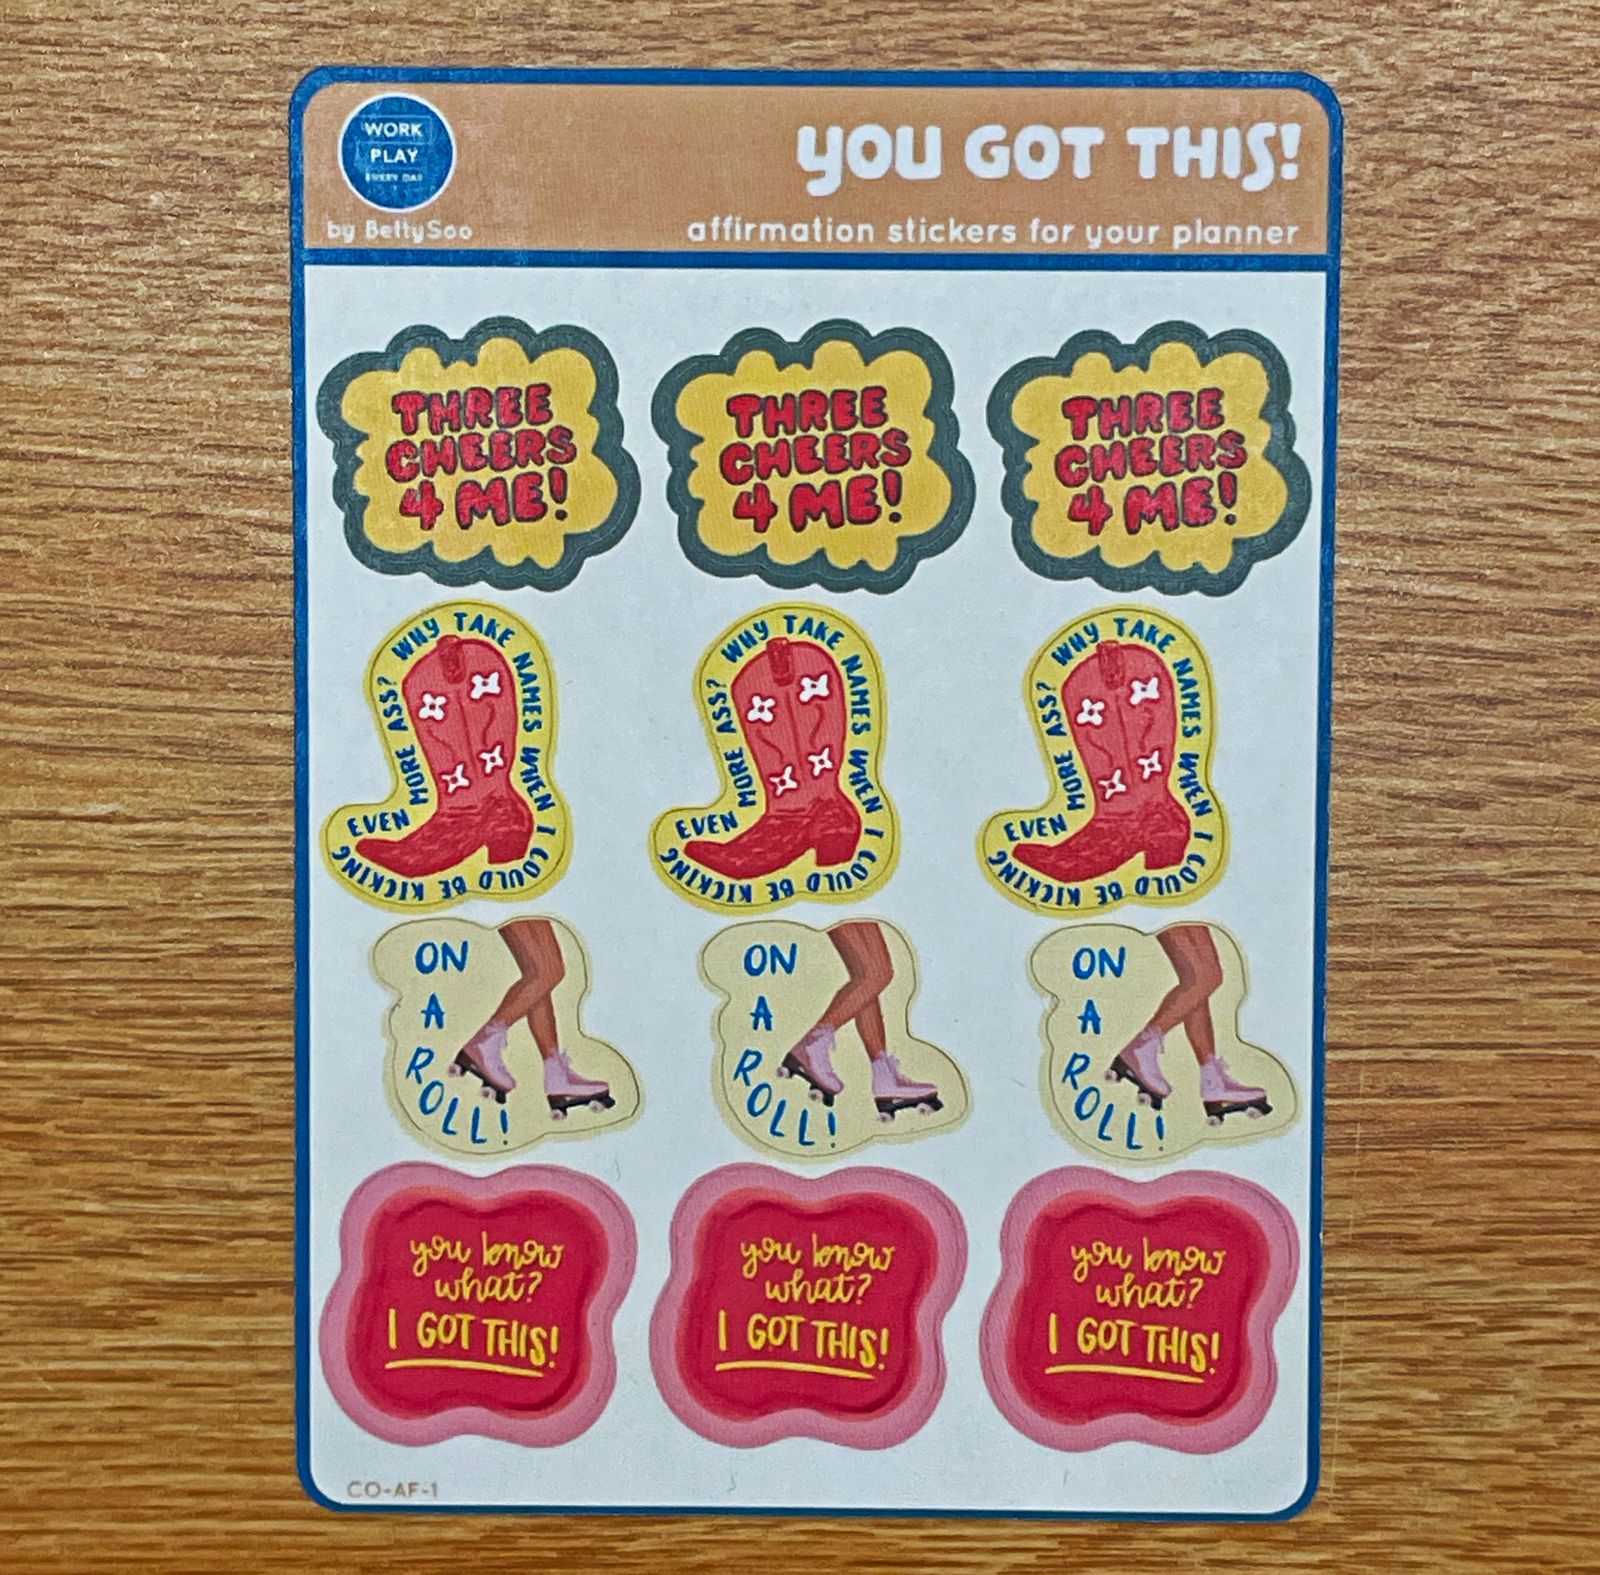 WORK
PLAY
EVERY DAY
by BettySoo
YOU GOT THIS!
affirmation stickers for your planner
THREE
CHEERS
4 ME!
THREE
CHEERS
4 ME!
THREE
CHEERS
4 ME!
WHY TAKE NAMES WHEN I COULD BE KICKING EVEN MORE ASS?
WHY TAKE NAMES WHEN I COULD BE KICKING EVEN MORE ASS?
WHY TAKE NAMES WHEN I COULD BE KICKING EVEN MORE ASS?
ON
A
ROLL!
ON
A
ROLL!
ON
A
ROLL!
you know
what?
I GOT THIS!
you know
what?
I GOT THIS!
you know
what?
I GOT THIS!
CO-AF-1